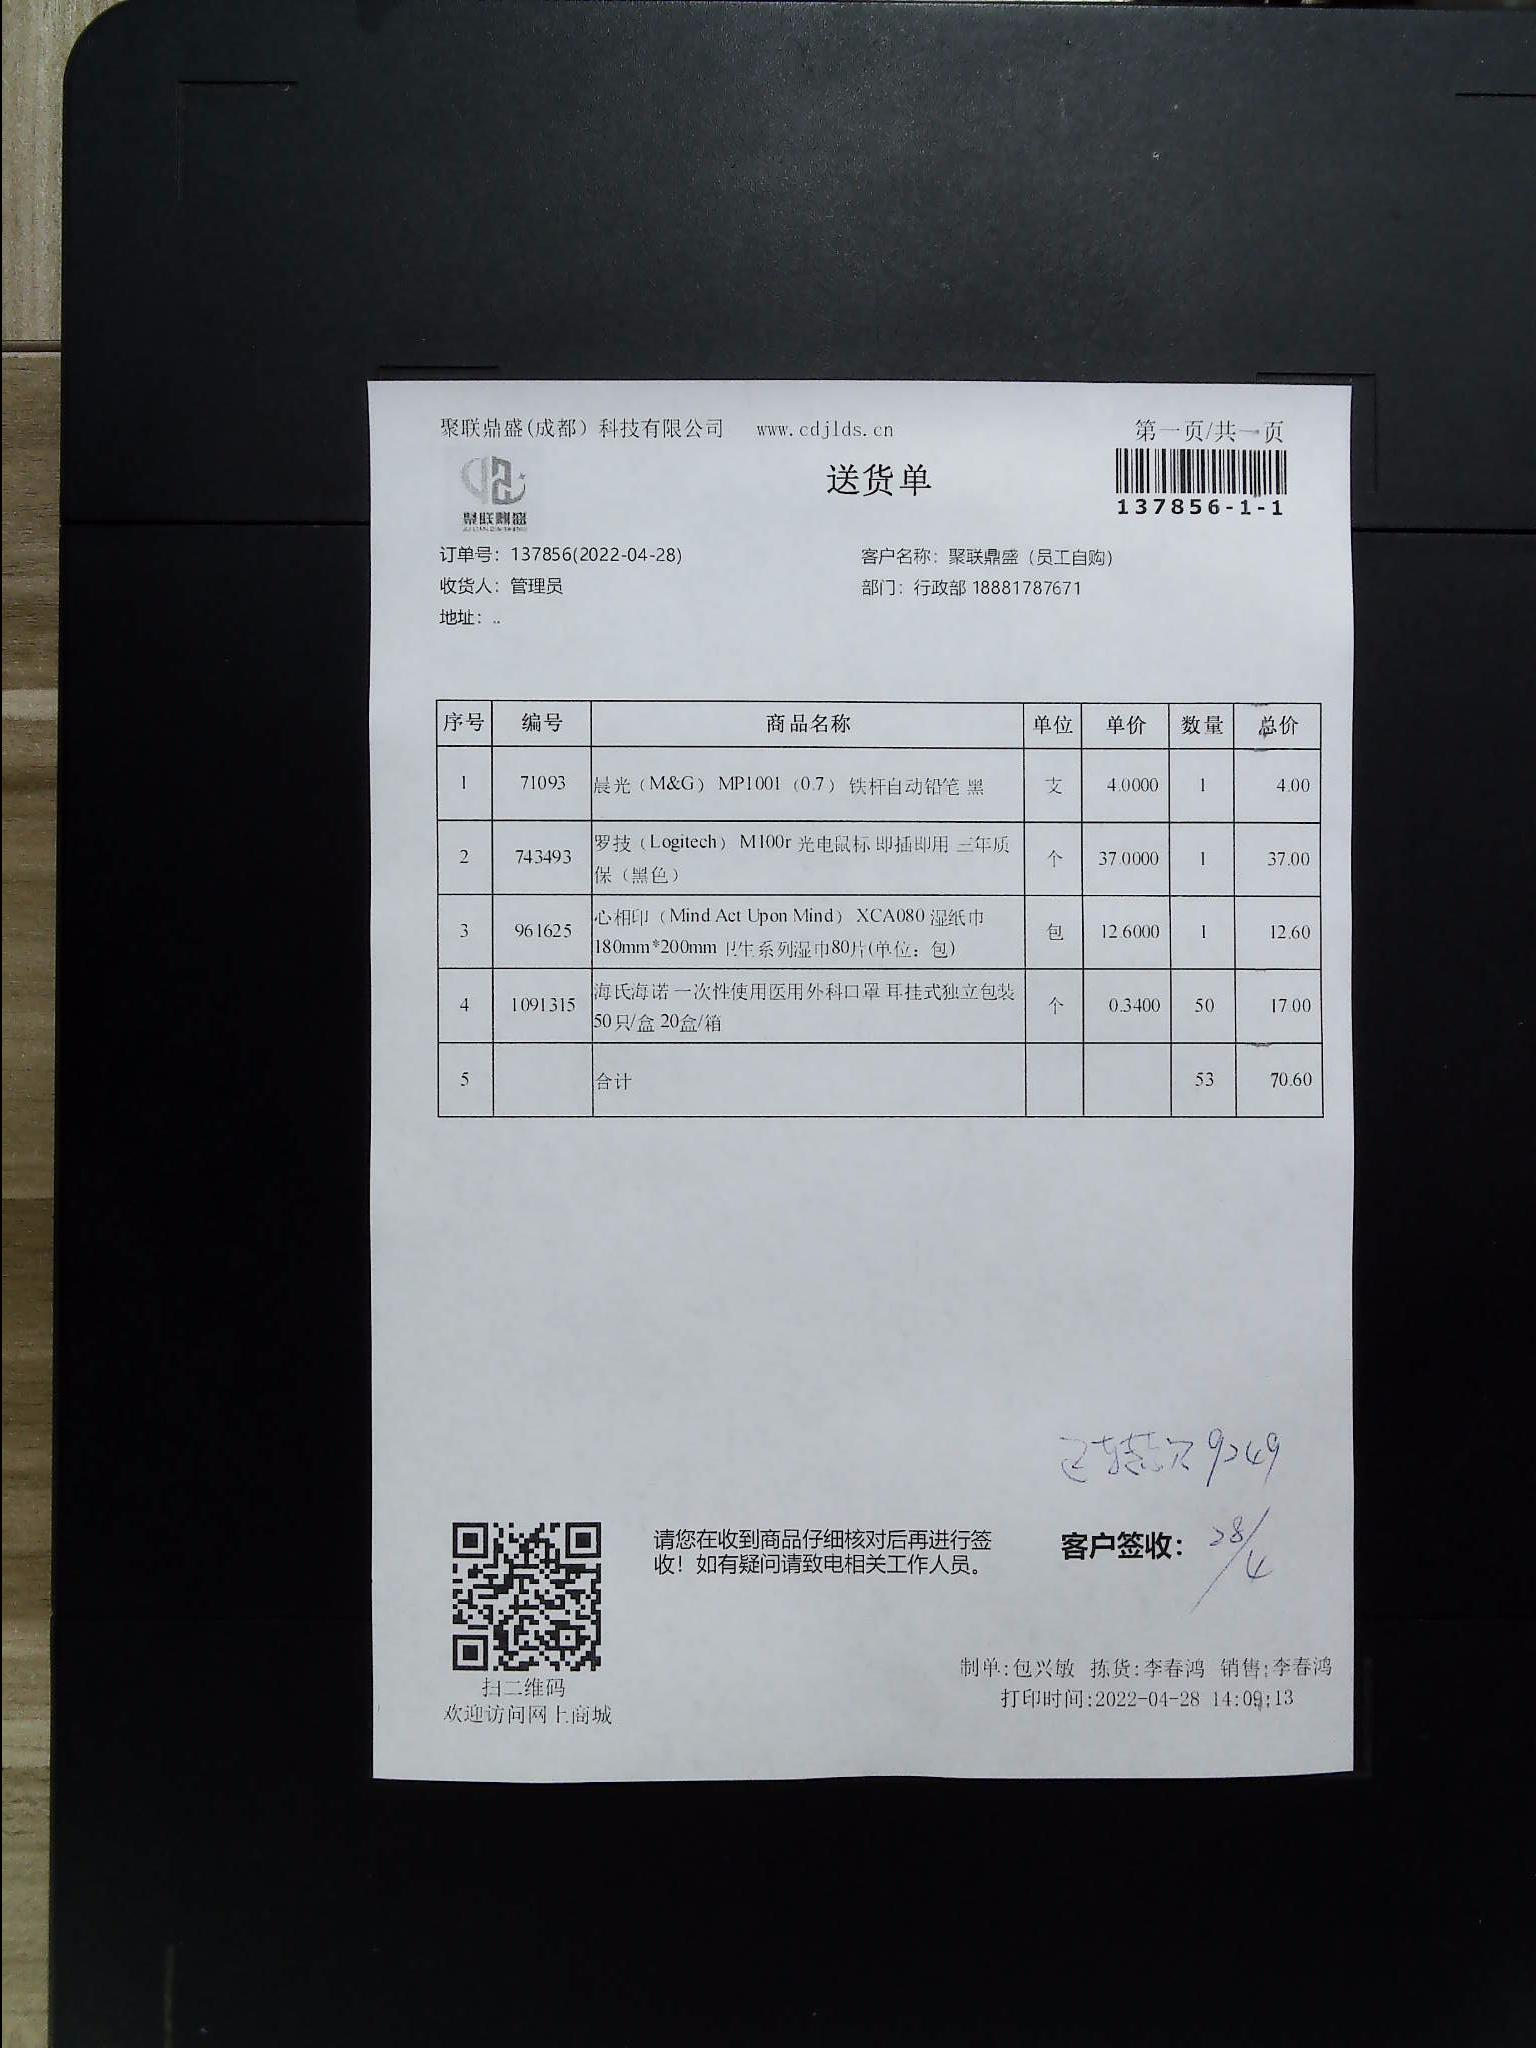 聚联鼎盛(成都）科技有限公司 www.cdjlds.cn 第一页/共一页
聚联鼎盛
送货单
137856-1-1
订单号：137856(2022-04-28) 客户名称：聚联鼎盛（员工自购）
收货人：管理员 部门：行政部 18881787671
地址：..
序号 编号 商品名称 单位 单价 数量 总价
1 71093 晨光（M&G） MP1001（0.7） 铁杆自动铅笔 黑 支 4.0000 1 4.00
2 743493 罗技（Logitech） M100r 光电鼠标 即插即用 三年质
保（黑色） 个 37.0000 1 37.00
3 961625 心相印（Mind Act Upon Mind） XCA080 湿纸巾
180mm*200mm 卫生系列湿巾80片(单位：包) 包 12.6000 1 12.60
4 1091315 海氏海诺 一次性使用医用外科口罩 耳挂式独立包装
50只/盒 20盒/箱 个 0.3400 50 17.00
5 合计 53 70.60
9249
请您在收到商品仔细核对后再进行签
收！如有疑问请致电相关工作人员。
客户签收： 28/4
扫二维码
欢迎访问网上商城
制单:包兴敏 拣货:李春鸿 销售:李春鸿
打印时间:2022-04-28 14:09:13